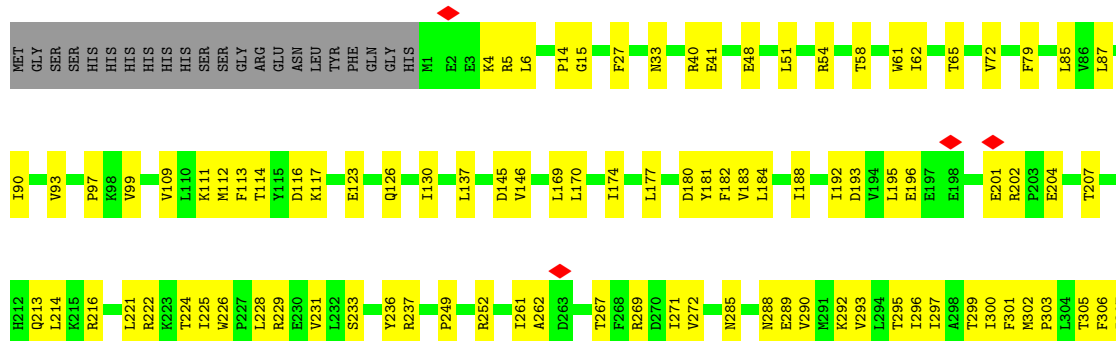 MET GLY SER SER HIS HIS HIS HIS HIS HIS SER SER GLY ARG GLU ASN LEU TYR PHE GLN GLY HIS M1 E2 E3 K4 R5 L6 P14 G15 F27 N33 R40 E41 E48 L51 R54 T58 W61 I62 T65 V72 F79 L85 V86 L87
I90 V93 P97 K98 V99 V109 L110 K111 M112 F113 T114 Y115 D116 K117 E123 Q126 I130 L137 D145 V146 L169 L170 I174 L177 D180 Y181 F182 V183 L184 I188 I192 D193 V194 L195 E196 E197 E198 E201 R202 P203 E204 T207
H212 Q213 L214 K215 R216 L221 R222 K223 T224 I225 W226 P227 L228 R229 E230 V231 L232 S233 Y236 R237 P249 R252 I261 A262 D263 T267 F268 R269 D270 I271 V272 N285 N288 E289 V290 M291 K292 V293 L294 T295 I296 I297 A298 T299 I300 F301 M302 P303 L304 T305 F306